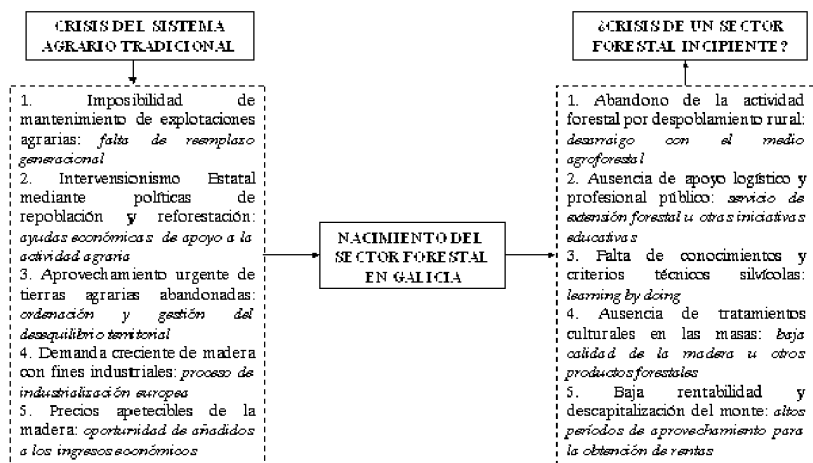 CRISIS DEL SISTEMA
AGRARIO TRADICIONAL
1. Imposibilidad de
mantenimiento de explotaciones
agrarias: falta de reemplazo
generacional
2. Intervensionismo Estatal
mediante políticas de
repoblación y reforestación:
ayudas económicas de apoyo a la
actividad agraria
3. Aprovechamiento urgente de
tierras agrarias abandonadas:
ordenación y gestión del
desequilibrio territorial
4. Demanda creciente de madera
con fines industriales: proceso de
industrialización europea
5. Precios apetecibles de la
madera: oportunidad de añadidos
a los ingresos económicos
NACIMIENTO DEL
SECTOR FORESTAL
EN GALICIA
¿CRISIS DE UN SECTOR
FORESTAL INCIPIENTE?
1. Abandono de la actividad
forestal por despoblamiento rural:
desarraigo con el medio
agroforestal
2. Ausencia de apoyo logístico y
profesional público: servicio de
extensión forestal u otras iniciativas
educativas
3. Falta de conocimientos y
criterios técnicos silvícolas:
learning by doing
4. Ausencia de tratamientos
culturales en las masas: baja
calidad de la madera u otros
productos forestales
5. Baja rentabilidad y
descapitalización del monte: altos
períodos de aprovechamiento para
la obtención de rentas